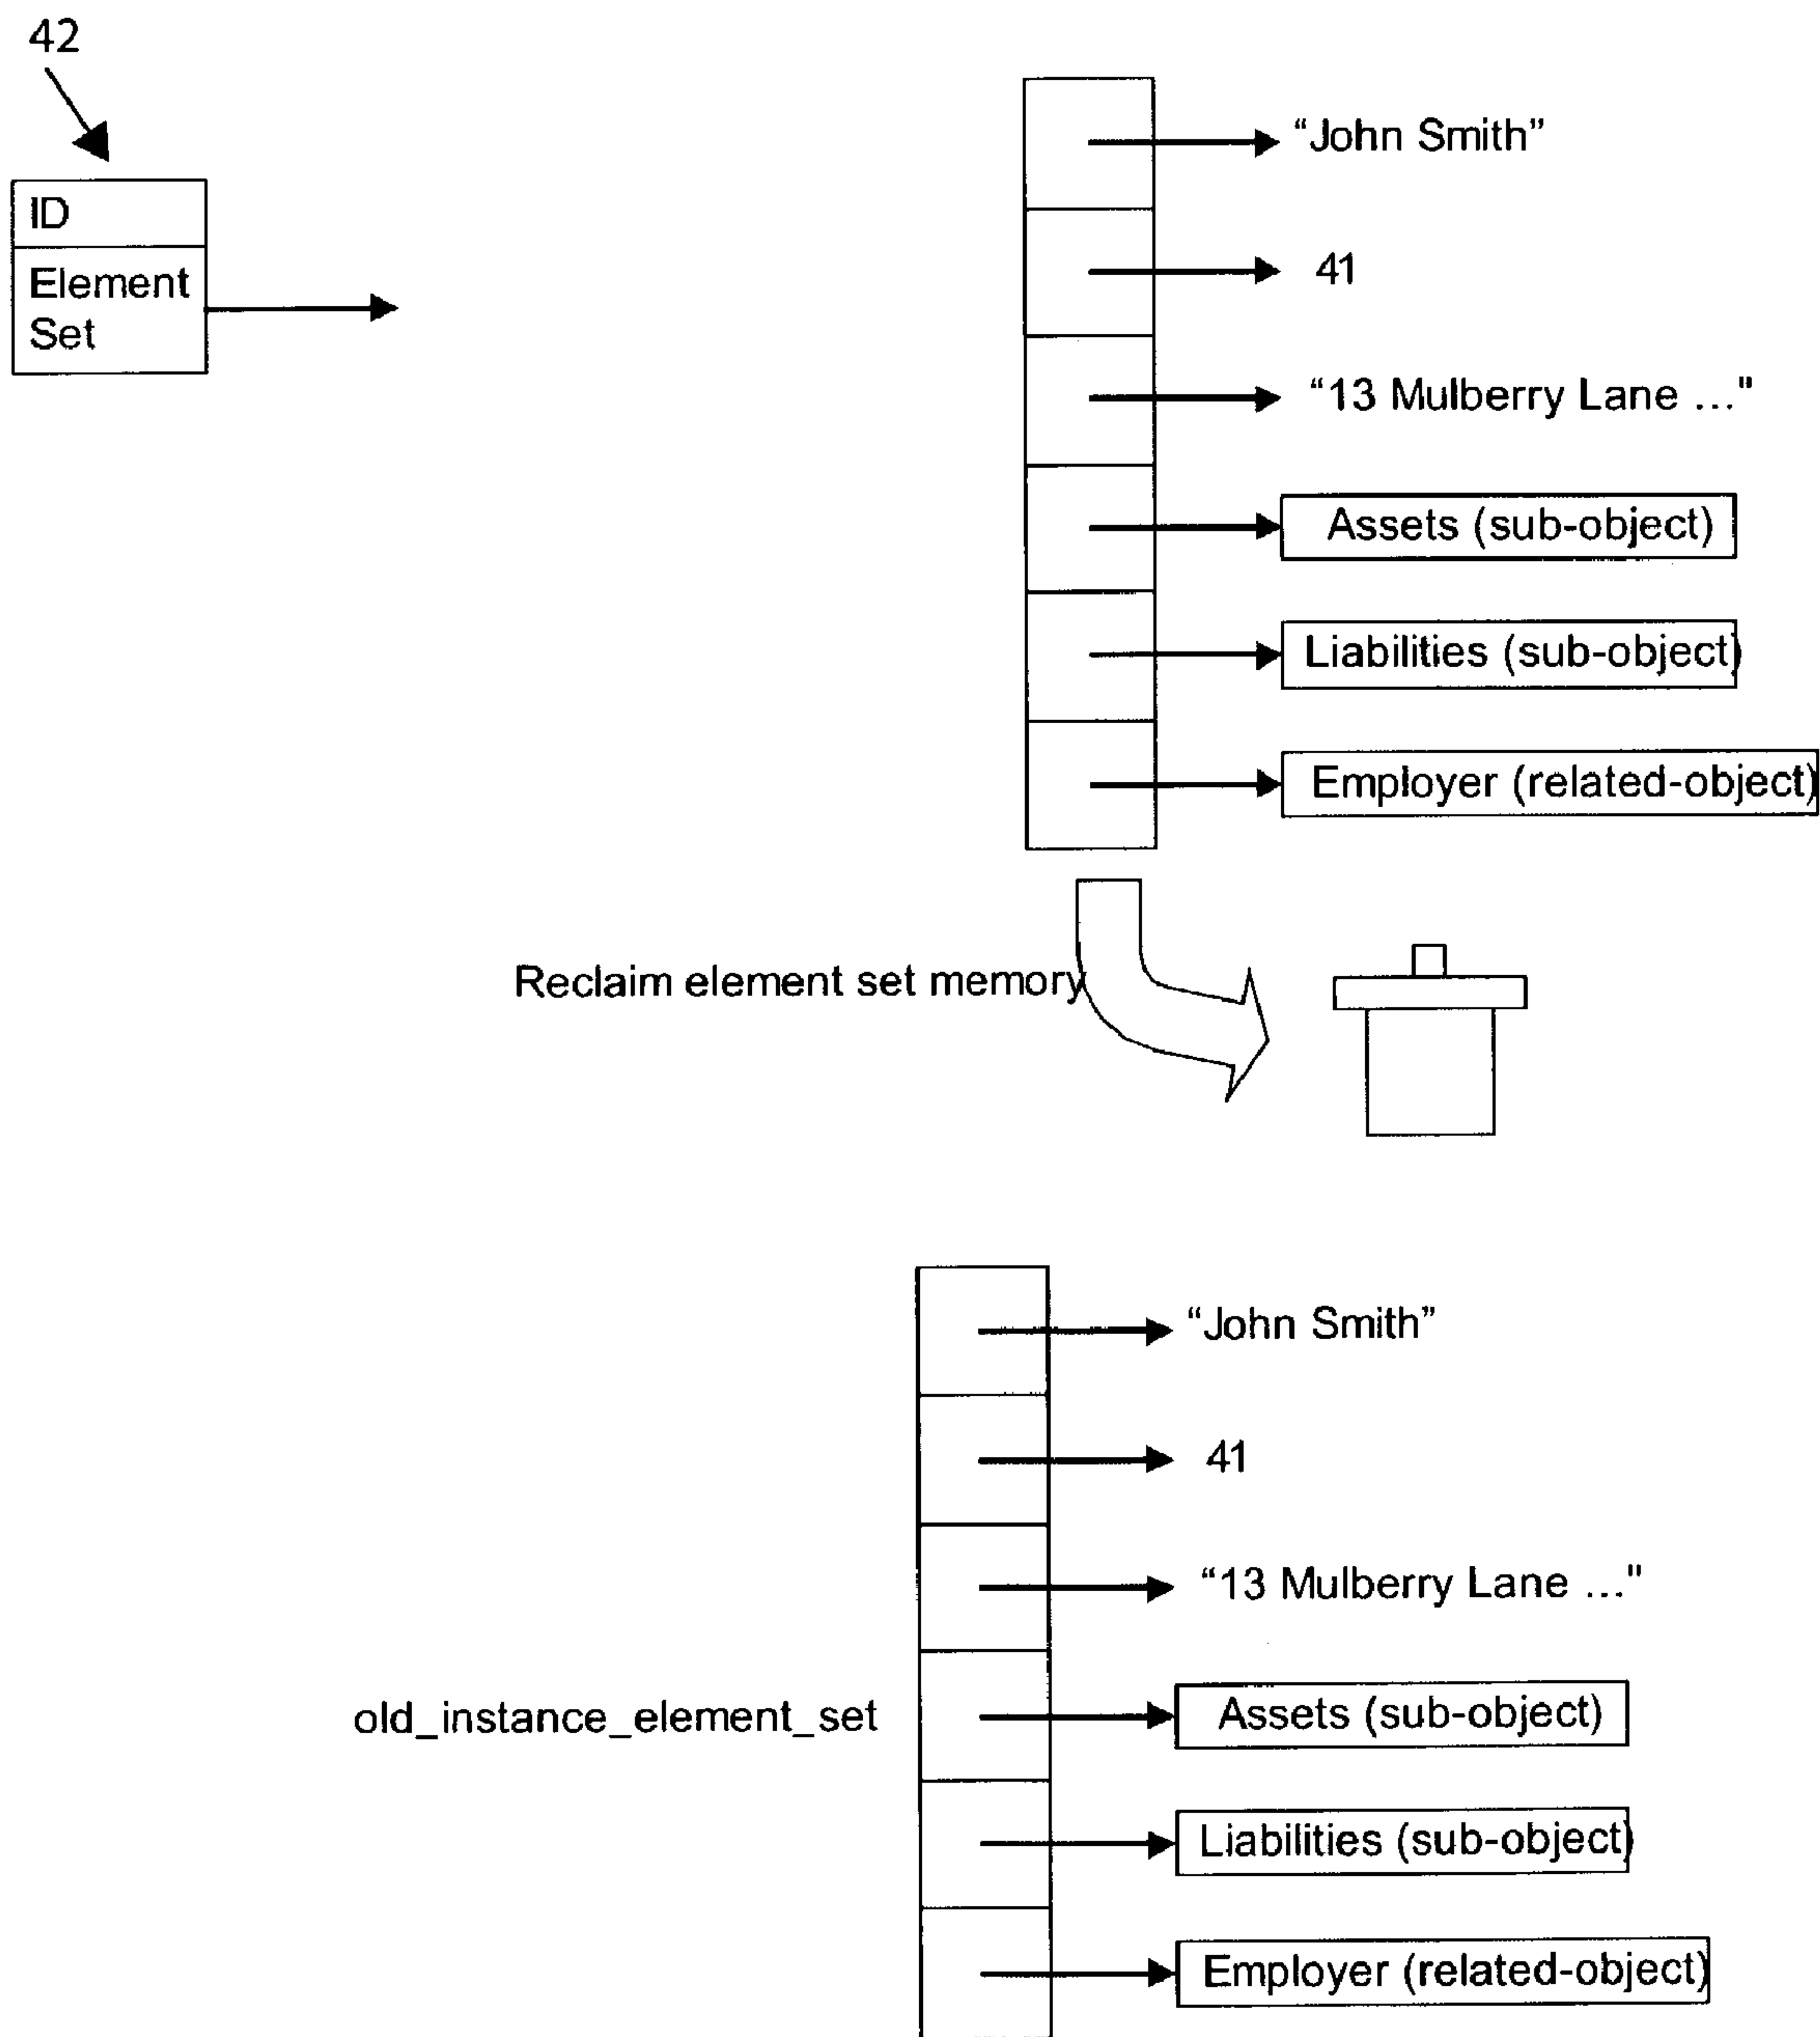 42
ID
Element
Set
“John Smith”
41
“13 Mulberry Lane ..."
Assets (sub-object)
Liabilities (sub-object)
Employer (related-object)
Reclaim element set memory
“John Smith”
41
“13 Mulberry Lane ..."
old_instance_element_set
Assets (sub-object)
Liabilities (sub-object)
Employer (related-object)